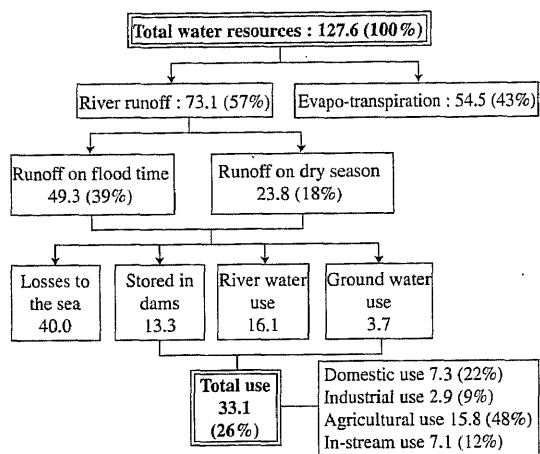 Total water resources : 127.6 (100%)
River runoff : 73.1 (57%)
Evapo-transpiration : 54.5 (43%)
Runoff on flood time
49.3 (39%)
Runoff on dry season
23.8 (18%)
Losses to
the sea
40.0
Stored in
dams
13.3
River water
use
16.1
Ground water
use
3.7
Total use
33.1
(26%)
Domestic use 7.3 (22%)
Industrial use 2.9 (9%)
Agricultural use 15.8 (48%)
In-stream use 7.1 (12%)